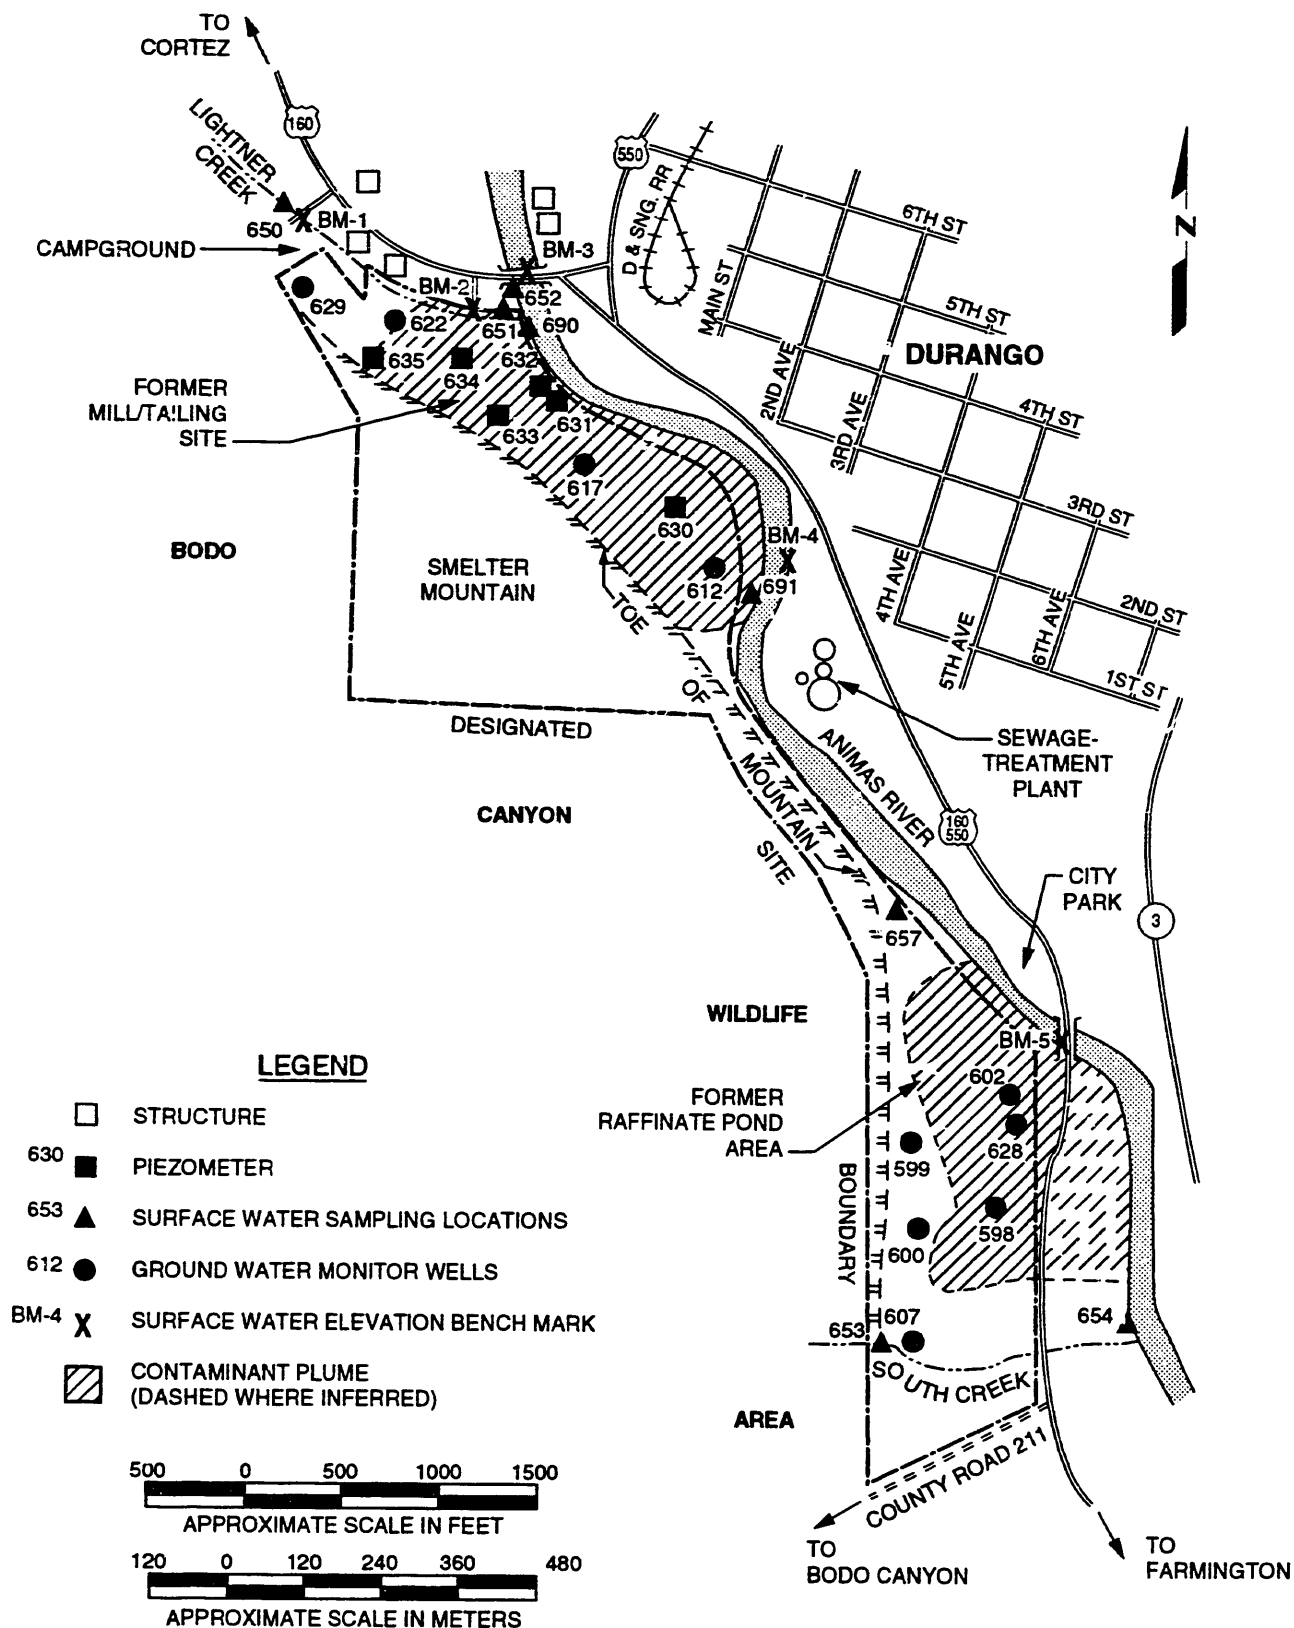 TO
CORTEZ
160
LIGHTNER
CREEK
550
D & SNG. RR
6TH ST
650
BM-1
CAMPGROUND
BM-3
N
MAIN ST
5TH ST
629
BM-2
652
622
651
690
DURANGO
635
634
632
2ND AVE
4TH ST
FORMER
MILL/TAILING
SITE
633
631
3RD AVE
617
3RD ST
630
BM-4
BODO
SMELTER
MOUNTAIN
612
691
4TH AVE
2ND ST
TOE
OF
MOUNTAIN
5TH AVE
6TH AVE
1ST ST
DESIGNATED
SITE
BOUNDARY
ANIMAS RIVER
SEWAGE-
TREATMENT
PLANT
CANYON
160
550
CITY
PARK
657
3
WILDLIFE
BM-5
602
FORMER
RAFFINATE POND
AREA
599
628
600
598
607
653
654
SOUTH CREEK
AREA
COUNTY ROAD 211
TO
BODO CANYON
TO
FARMINGTON
LEGEND
STRUCTURE
630 PIEZOMETER
653 SURFACE WATER SAMPLING LOCATIONS
612 GROUND WATER MONITOR WELLS
BM-4 SURFACE WATER ELEVATION BENCH MARK
CONTAMINANT PLUME
(DASHED WHERE INFERRED)
500 0 500 1000 1500
APPROXIMATE SCALE IN FEET
120 0 120 240 360 480
APPROXIMATE SCALE IN METERS